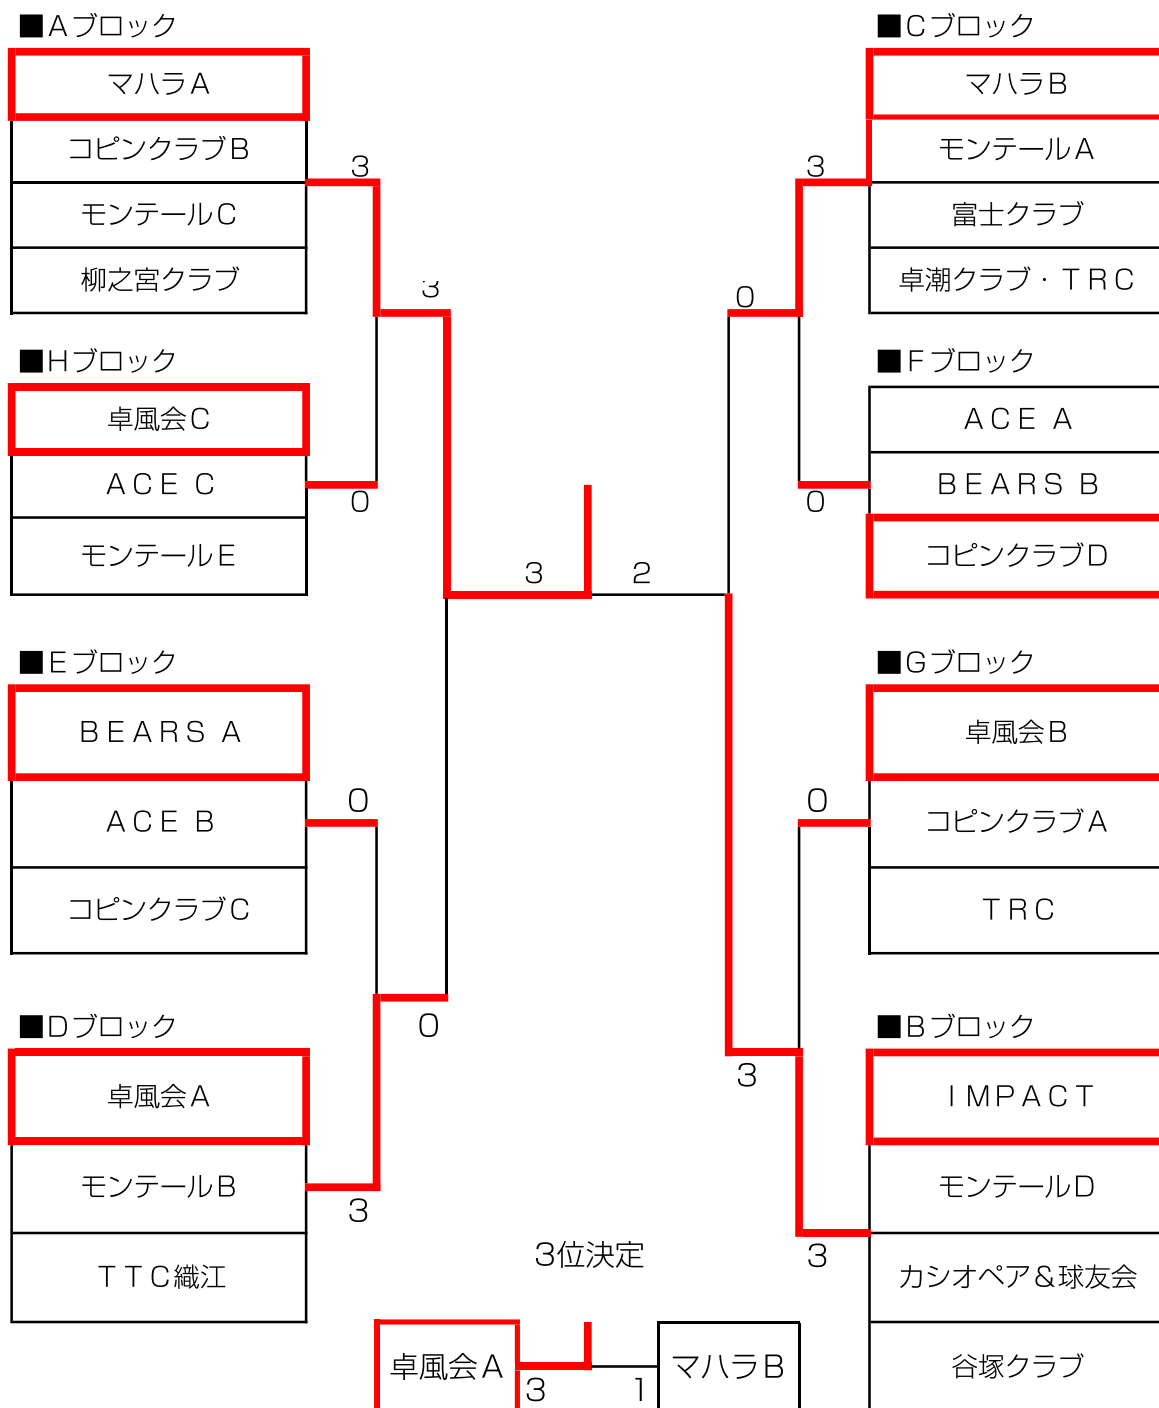 ■Aブロック
マハラA
コピンクラブB
モンテールC
柳之宮クラブ
3
■Hブロック
卓風会C
ACE C
モンテールE
0
3
■Eブロック
BEARS A
ACE B
コピンクラブC
0
■Dブロック
卓風会A
モンテールB
TTC織江
3
0
3
2
■Cブロック
マハラB
モンテールA
富士クラブ
卓潮クラブ・TRC
3
0
■Fブロック
ACE A
BEARS B
コピンクラブD
0
■Gブロック
卓風会B
コピンクラブA
TRC
0
■Bブロック
IMPACT
モンテールD
カシオペア&球友会
谷塚クラブ
3
3
3位決定
卓風会A
3
1
マハラB